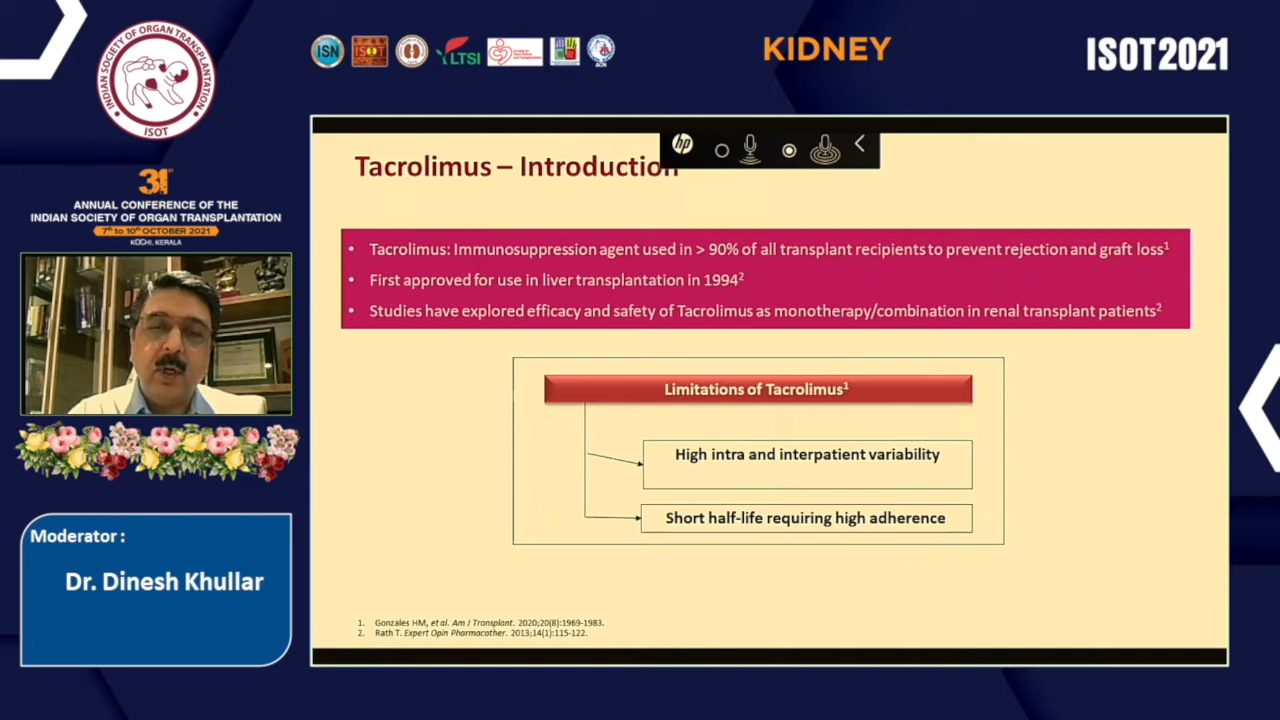 INDIAN SOCIETY OF ORGAN TRANSPLANTATION
ISOT
ISN
ISOT
LTSI
ACN
KIDNEY
ISOT2021
31st
ANNUAL CONFERENCE OF THE
INDIAN SOCIETY OF ORGAN TRANSPLANTATION
7th to 10th OCTOBER 2021
KOCHI, KERALA
hp
Tacrolimus – Introduction
• Tacrolimus: Immunosuppression agent used in > 90% of all transplant recipients to prevent rejection and graft loss¹
• First approved for use in liver transplantation in 1994²
• Studies have explored efficacy and safety of Tacrolimus as monotherapy/combination in renal transplant patients²
Limitations of Tacrolimus¹
High intra and interpatient variability
Short half-life requiring high adherence
1. Gonzales HM, et al. Am J Transplant. 2020;20(8):1969-1983.
2. Rath T. Expert Opin Pharmacother. 2013;14(1):115-122.
Moderator :
Dr. Dinesh Khullar